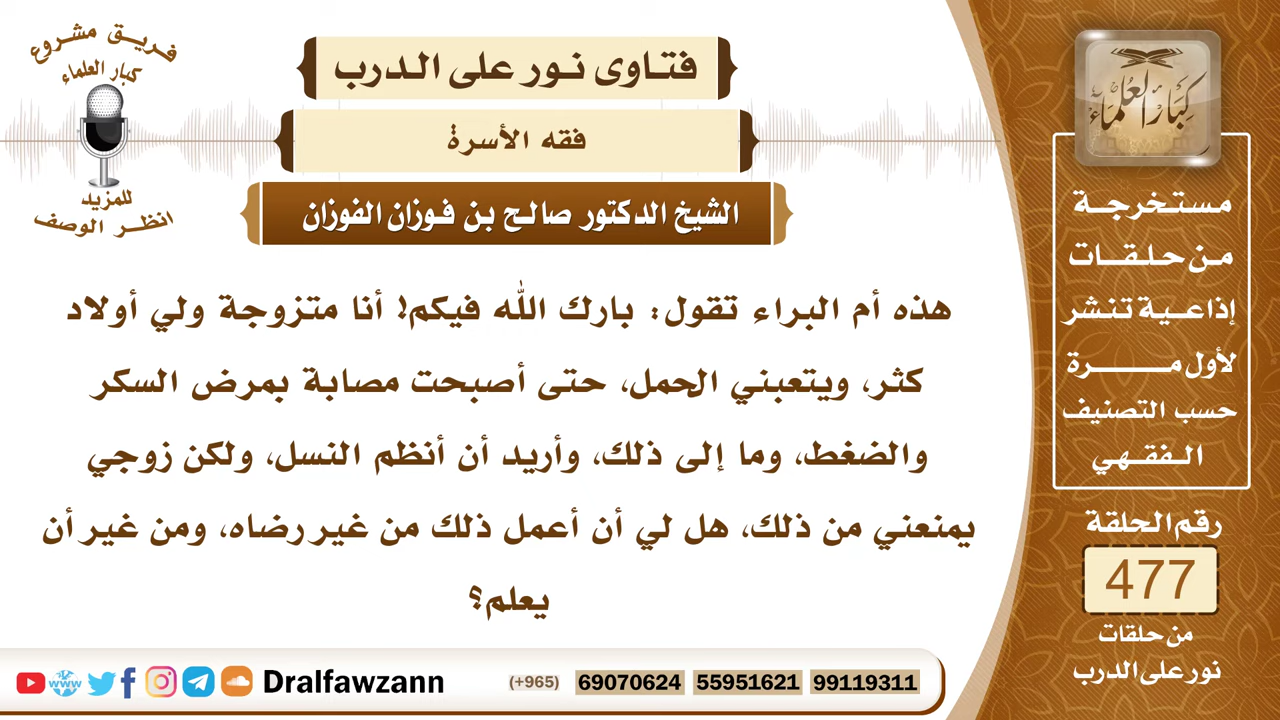 فريق مشروع
كبار العلماء
للمزيد
انظر الوصف
فتاوى نور على الدرب
فقه الأسرة
الشيخ الدكتور صالح بن فوزان الفوزان
هذه أم البراء تقول: بارك الله فيكم! أنا متزوجة ولي أولاد
كثر، ويتعبني الحمل، حتى أصبحت مصابة بمرض السكر
والضغط، وما إلى ذلك، وأريد أن أنظم النسل، ولكن زوجي
يمنعني من ذلك، هل لي أن أعمل ذلك من غير رضاه، ومن غير أن
يعلم؟
كبار العلماء
مستخرجة
من حلقات
إذاعية تنشر
لأول مرة
حسب التصنيف
الفقهي
رقم الحلقة
477
من حلقات
نور على الدرب
www
Dralfawzann
(+965) 69070624 55951621 99119311